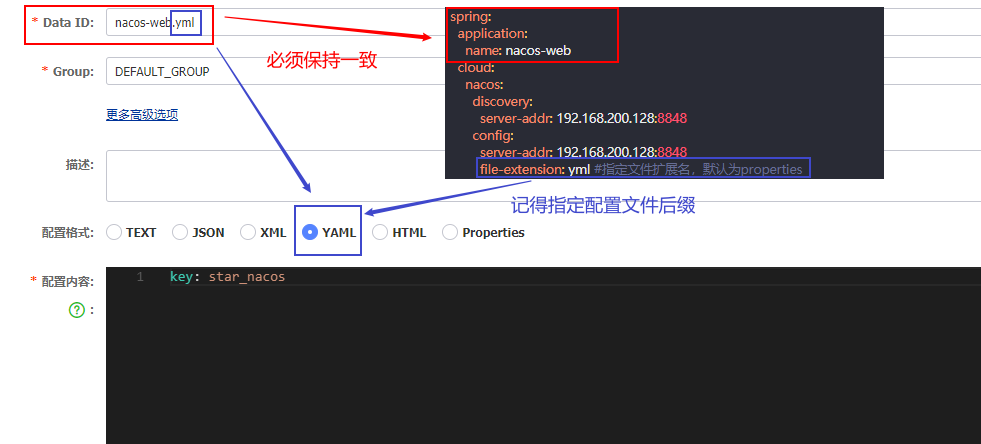 * Data ID: nacos-web.yml
spring:
application:
name: nacos-web
cloud:
nacos:
discovery:
server-addr: 192.168.200.128:8848
config:
server-addr: 192.168.200.128:8848
file-extension: yml #指定文件扩展名，默认为properties
必须保持一致
* Group: DEFAULT_GROUP
更多高级选项
描述:
记得指定配置文件后缀
配置格式: TEXT JSON XML YAML HTML Properties
* 配置内容:
? :
1 key: star_nacos